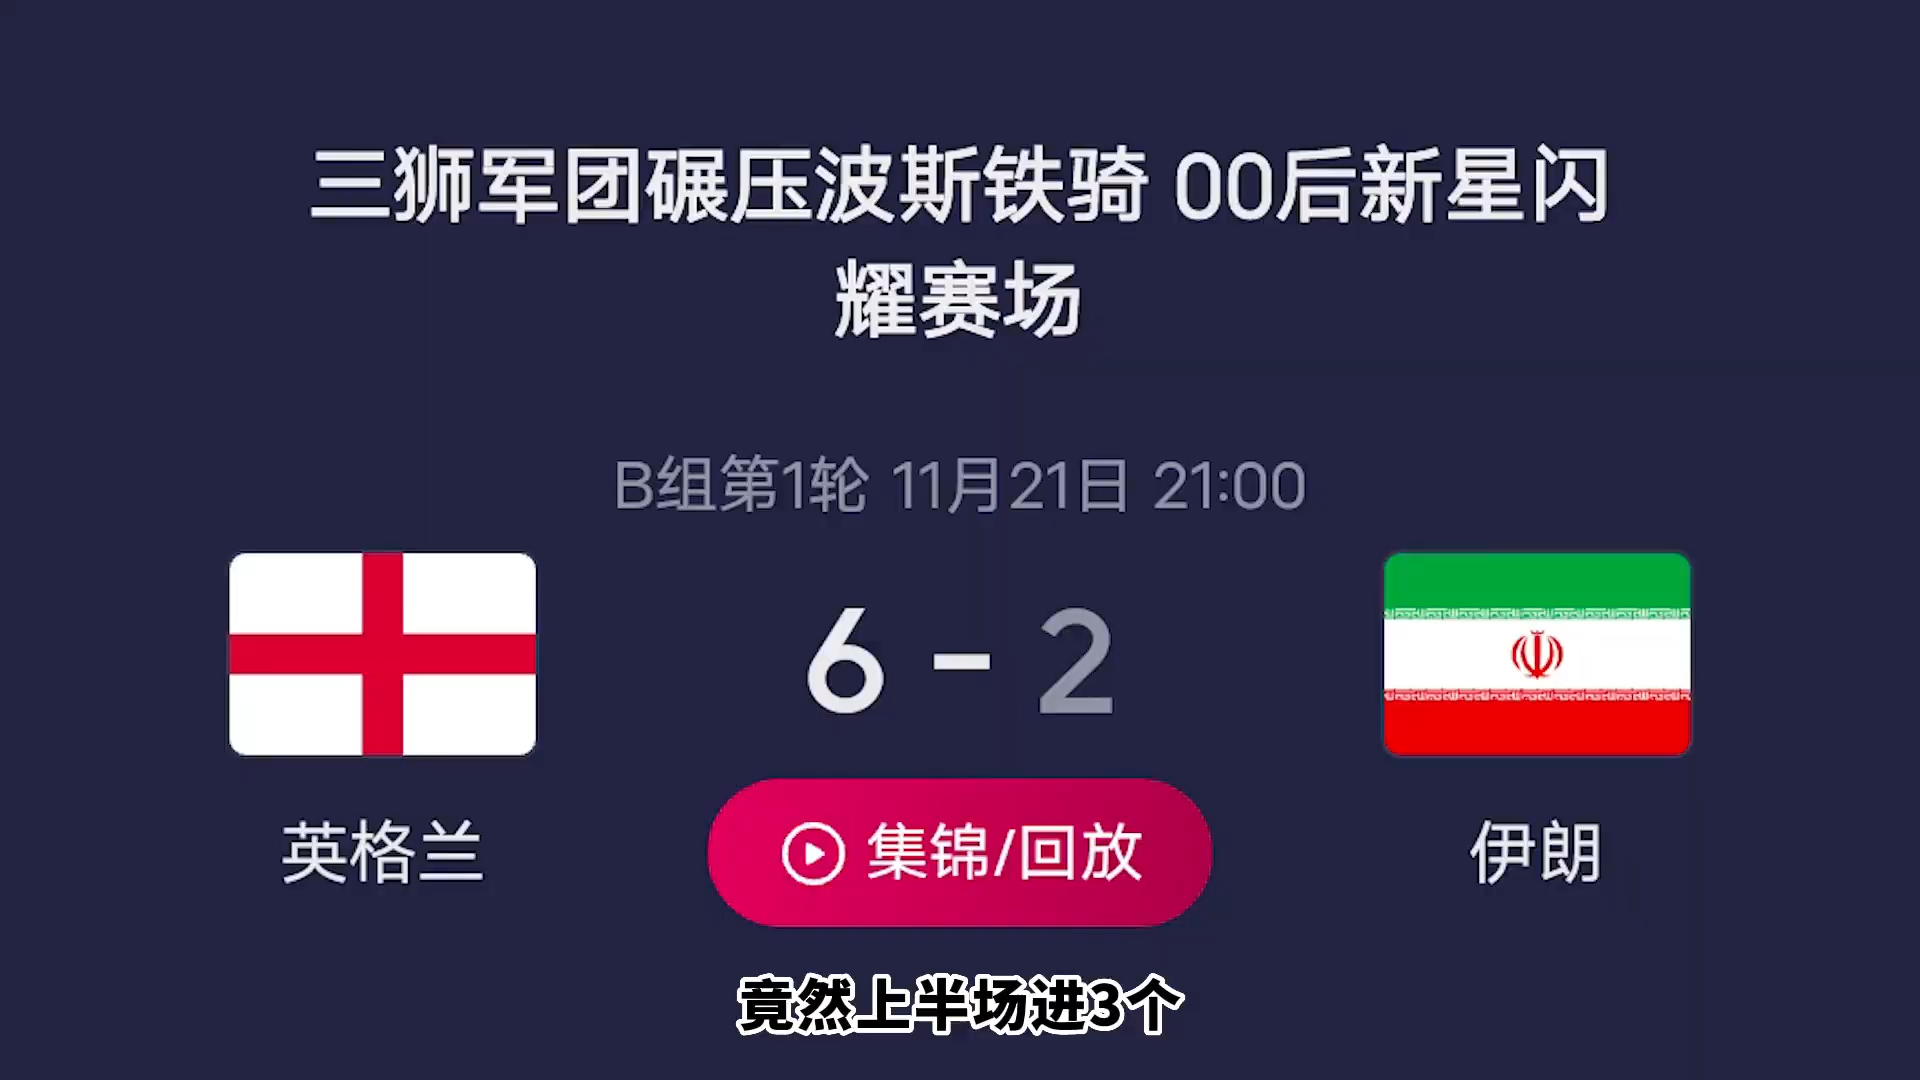 三狮军团碾压波斯铁骑 00后新星闪
耀赛场
B组第1轮 11月21日 21:00
6 - 2
英格兰
集锦/回放
伊朗
竟然上半场进3个